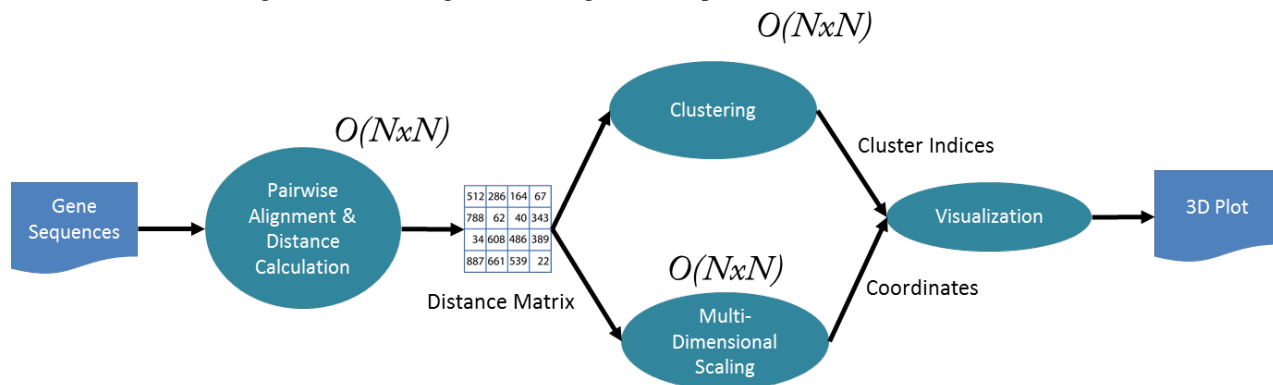 O(NxN)
Clustering
O(NxN)
Cluster Indices
Gene
Sequences
Pairwise
Alignment &
Distance
Calculation
512 286 164 67
788 62 40 343
34 608 486 389
887 661 539 22
Visualization
3D Plot
O(NxN)
Distance Matrix
Coordinates
Multi-
Dimensional
Scaling